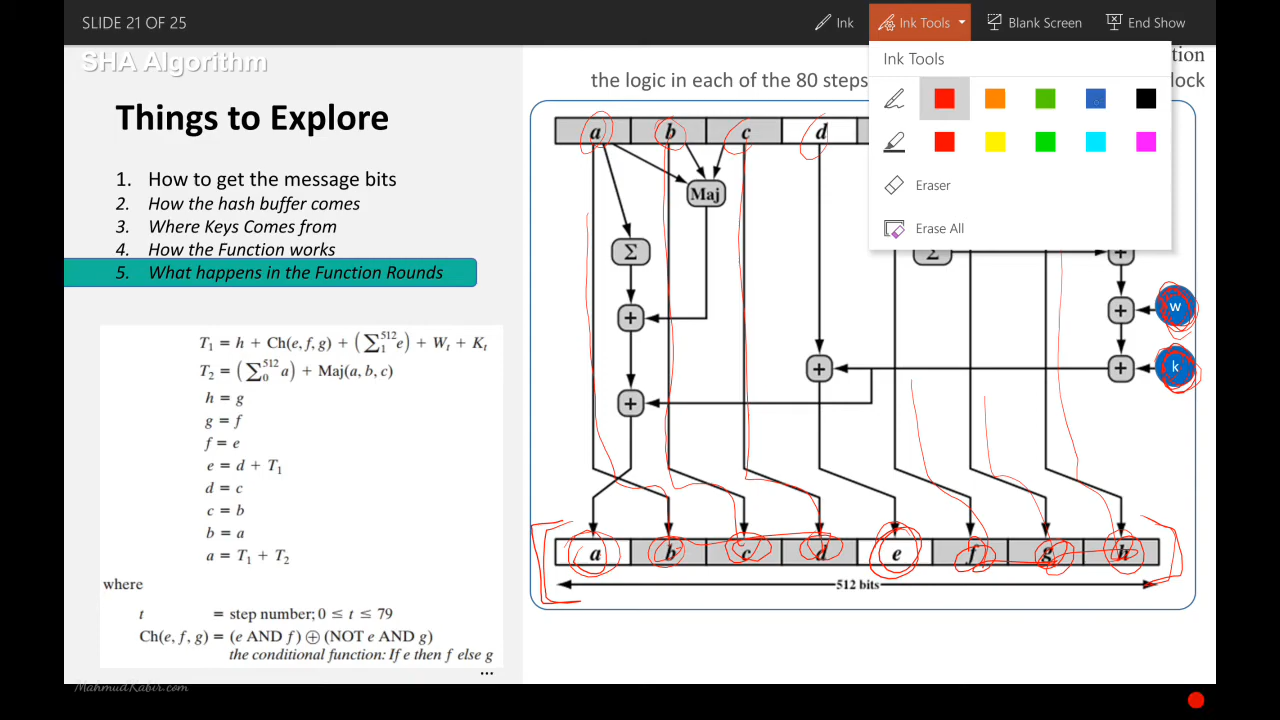 SLIDE 21 OF 25
Ink
Ink Tools
Blank Screen
End Show
SHA Algorithm
Ink Tools
Eraser
Erase All
tion
the logic in each of the 80 steps
lock
Things to Explore
1. How to get the message bits
2. How the hash buffer comes
3. Where Keys Comes from
4. How the Function works
5. What happens in the Function Rounds
T₁ = h + Ch(e, f, g) + (∑₁⁵¹²e) + Wₜ + Kₜ
T₂ = (∑₀⁵¹²a) + Maj(a, b, c)
h = g
g = f
f = e
e = d + T₁
d = c
c = b
b = a
a = T₁ + T₂
where
t = step number; 0 ≤ t ≤ 79
Ch(e, f, g) = (e AND f) ⊕ (NOT e AND g)
the conditional function: If e then f else g
...
a b c d
Maj
Σ Σ +
+ + w
+ + k
+
a b c d e f g h
512 bits
MahmudKabir.com